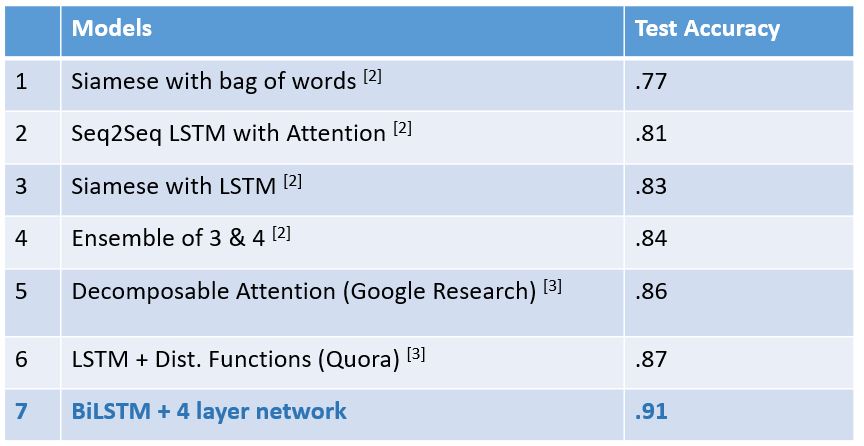 Models Test Accuracy
1 Siamese with bag of words [2] .77
2 Seq2Seq LSTM with Attention [2] .81
3 Siamese with LSTM [2] .83
4 Ensemble of 3 & 4 [2] .84
5 Decomposable Attention (Google Research) [3] .86
6 LSTM + Dist. Functions (Quora) [3] .87
7 BiLSTM + 4 layer network .91